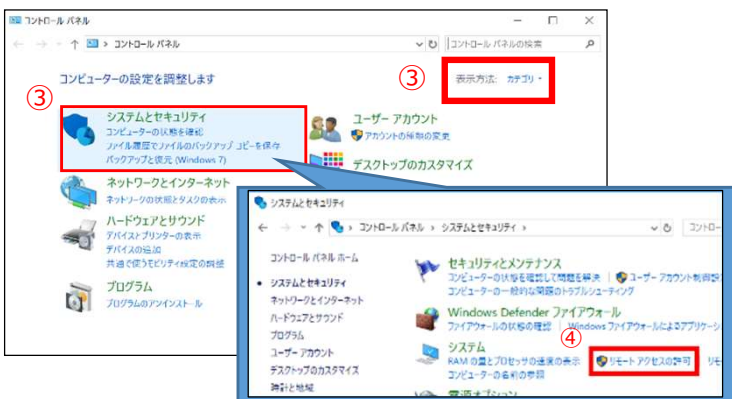 コントロール パネル
コントロール パネル
コントロール パネルの検索
コンピューターの設定を調整します
③
表示方法: カテゴリ
③
システムとセキュリティ
コンピューターの状態を確認
ファイル履歴でファイルのバックアップ コピーを保存
バックアップと復元 (Windows 7)
ネットワークとインターネット
ネットワークの状態とタスクの表示
ハードウェアとサウンド
デバイスとプリンターの表示
デバイスの追加
共通で使うモビリティ設定の調整
プログラム
プログラムのアンインストール
ユーザー アカウント
アカウントの種類の変更
デスクトップのカスタマイズ
システムとセキュリティ
コントロール パネル › システムとセキュリティ ›
コントロ
コントロール パネル ホーム
システムとセキュリティ
ネットワークとインターネット
ハードウェアとサウンド
プログラム
ユーザー アカウント
デスクトップのカスタマイズ
時計と地域
セキュリティとメンテナンス
コンピューターの状態を確認して問題を解決 ユーザー アカウント制御設
コンピューターの一般的な問題のトラブルシューティング
Windows Defender ファイアウォール
ファイアウォールの状態の確認 Windows ファイアウォールによるアプリケーシ
④
システム
RAM の量とプロセッサの速度の表示 リモート アクセスの許可 リモ
コンピューターの名前の参照
電源オプション